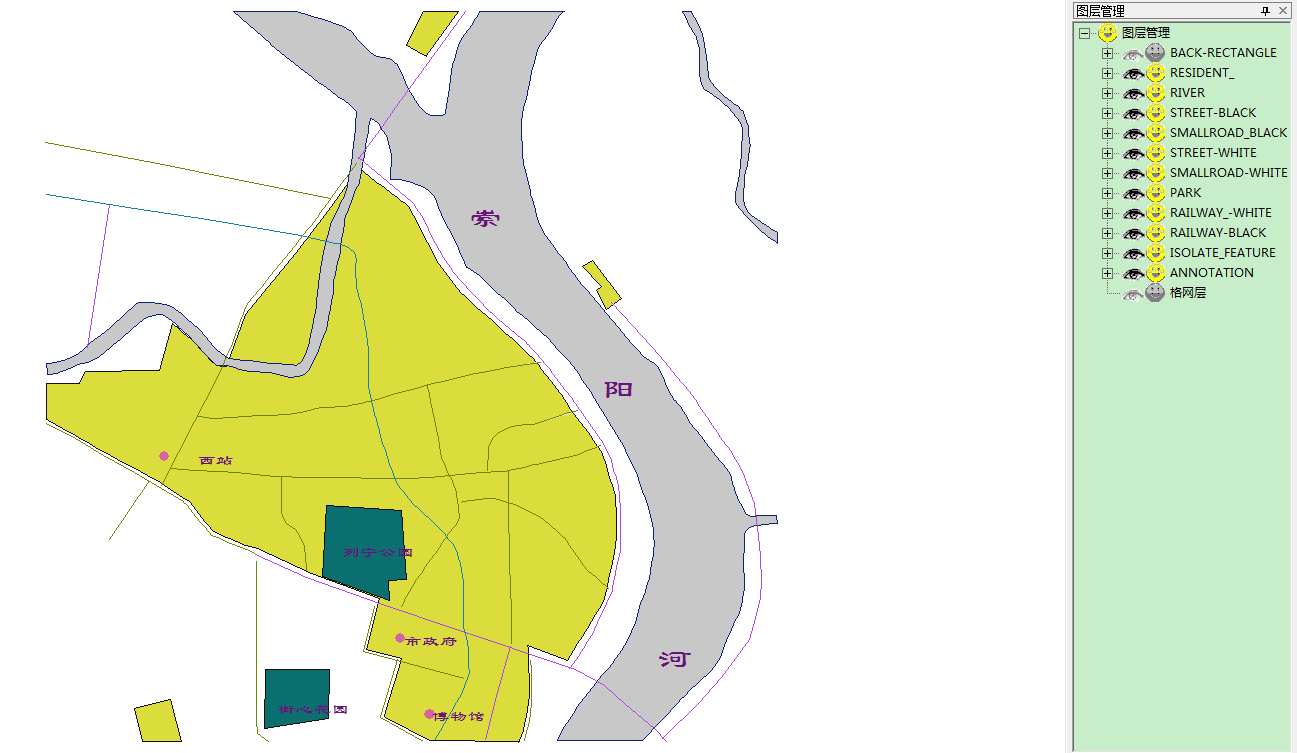 图层管理
图层管理
BACK-RECTANGLE
RESIDENT_
RIVER
STREET-BLACK
SMALLROAD_BLACK
STREET-WHITE
SMALLROAD-WHITE
PARK
RAILWAY_-WHITE
RAILWAY-BLACK
ISOLATE_FEATURE
ANNOTATION
格网层
索
阳
河
西站
列宁公园
市政府
街心花园
博物馆